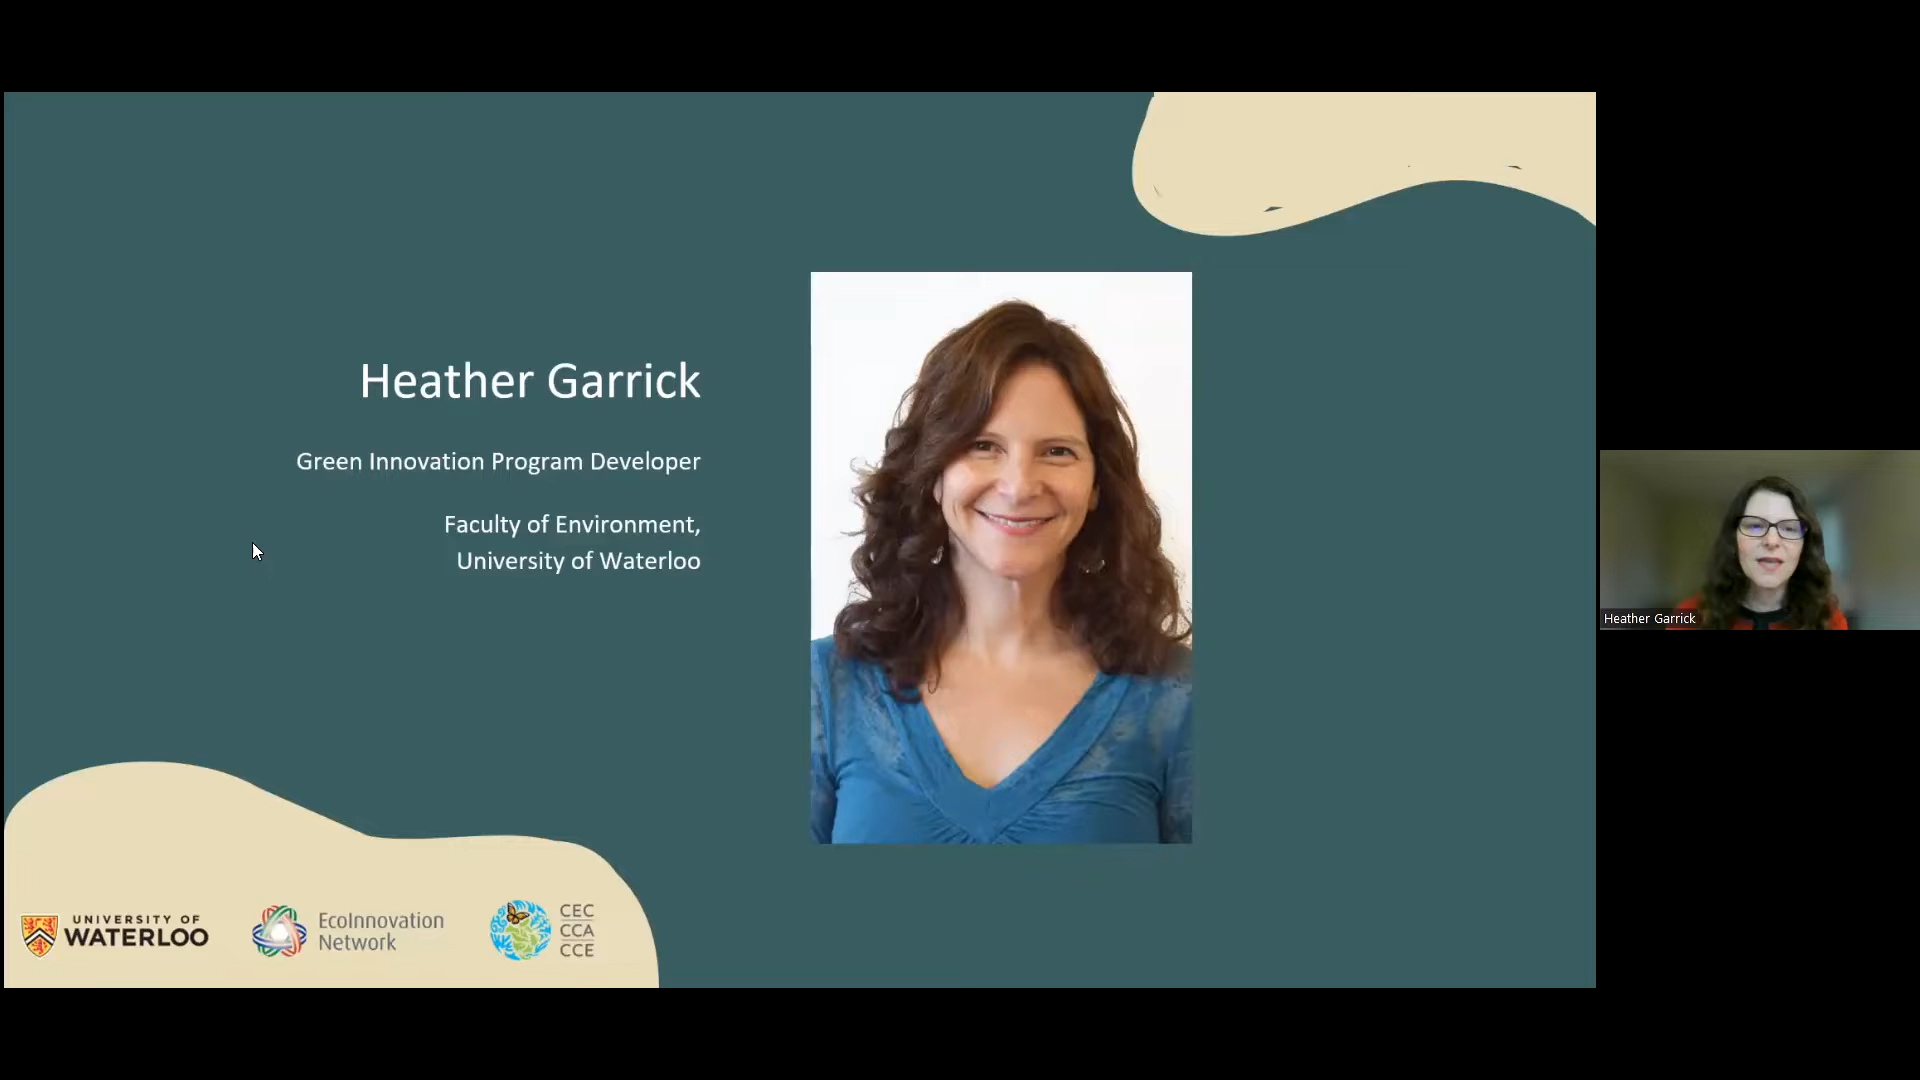 Heather Garrick
Green Innovation Program Developer
Faculty of Environment,
University of Waterloo
UNIVERSITY OF
WATERLOO
EcoInnovation
Network
CEC
CCA
CCE
Heather Garrick